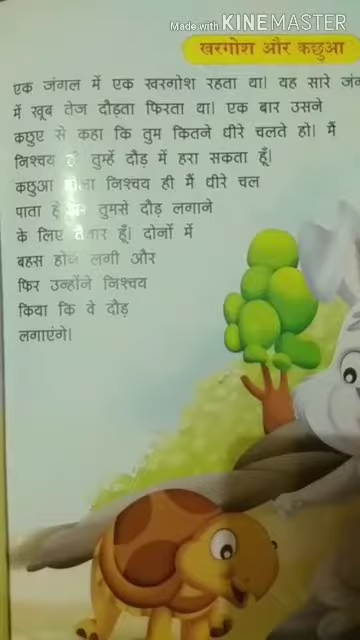 Made with KINEMASTER
खरगोश और कछुआ
एक जंगल में एक खरगोश रहता था। यह सारे
में खूब तेज दौड़ता फिरता था। एक बार उसने
कछुए से कहा कि तुम कितने धीरे चलते हो। मैं
निश्चय तुम्हें दौड़ में हरा सकता हूँ।
कछुआ निश्चय ही मैं धीरे चल
पाता तुमसे दौड़ लगाने
के लिए हूँ। दोनों में
बहस लगी और
फिर उन्होंने निश्चय
किया कि वे दौड़
लगाएंगे।